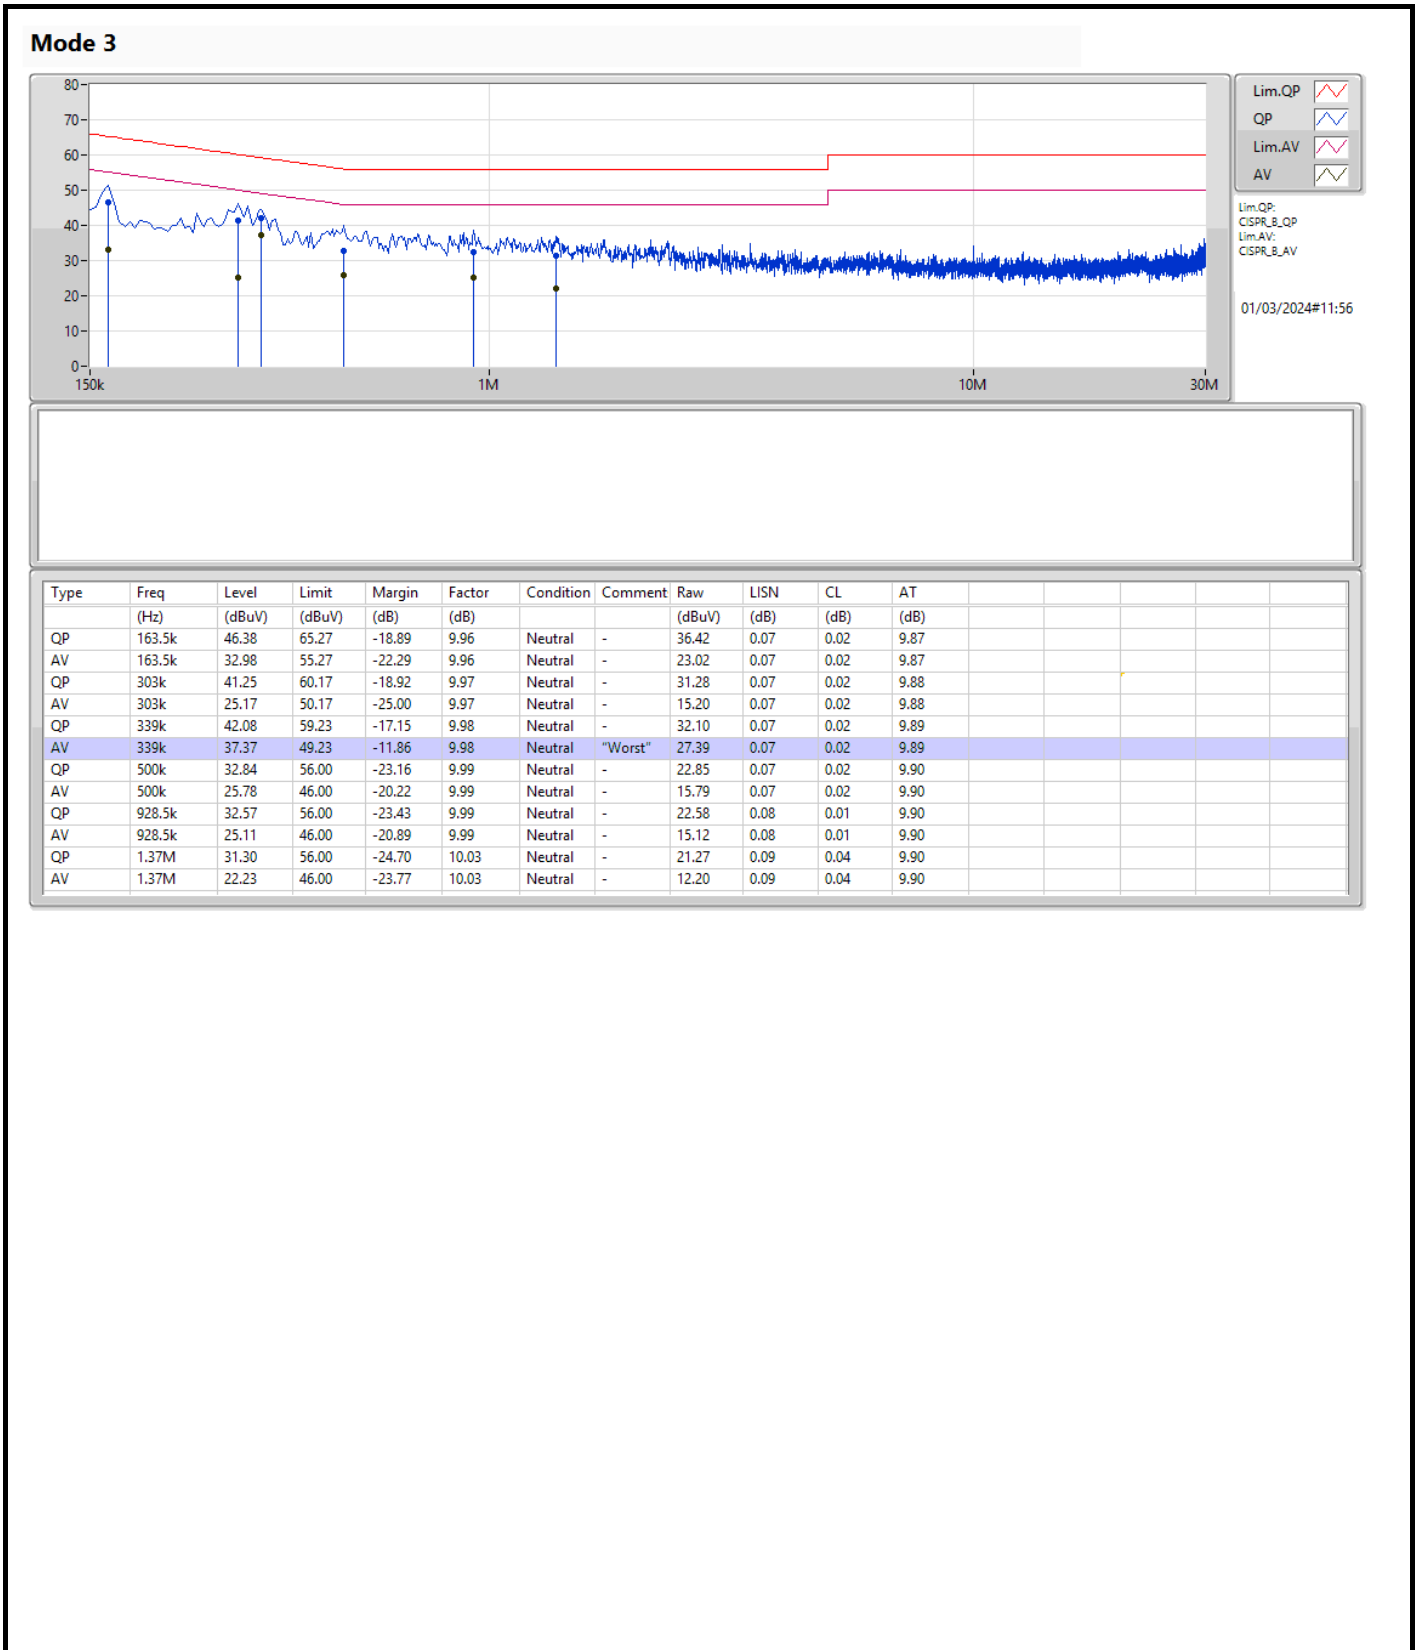 Mode 3
80
70
60
50
40
30
20
10
0
150k 1M 10M 30M
Lim.QP
QP
Lim.AV
AV
Lim.QP:
CISPR_B_QP
Lim.AV:
CISPR_B_AV
01/03/2024#11:56
Type Freq Level Limit Margin Factor Condition Comment Raw LISN CL AT
(Hz) (dBuV) (dBuV) (dB) (dB) (dBuV) (dB) (dB) (dB)
QP 163.5k 46.38 65.27 -18.89 9.96 Neutral - 36.42 0.07 0.02 9.87
AV 163.5k 32.98 55.27 -22.29 9.96 Neutral - 23.02 0.07 0.02 9.87
QP 303k 41.25 60.17 -18.92 9.97 Neutral - 31.28 0.07 0.02 9.88
AV 303k 25.17 50.17 -25.00 9.97 Neutral - 15.20 0.07 0.02 9.88
QP 339k 42.08 59.23 -17.15 9.98 Neutral - 32.10 0.07 0.02 9.89
AV 339k 37.37 49.23 -11.86 9.98 Neutral "Worst" 27.39 0.07 0.02 9.89
QP 500k 32.84 56.00 -23.16 9.99 Neutral - 22.85 0.07 0.02 9.90
AV 500k 25.78 46.00 -20.22 9.99 Neutral - 15.79 0.07 0.02 9.90
QP 928.5k 32.57 56.00 -23.43 9.99 Neutral - 22.58 0.08 0.01 9.90
AV 928.5k 25.11 46.00 -20.89 9.99 Neutral - 15.12 0.08 0.01 9.90
QP 1.37M 31.30 56.00 -24.70 10.03 Neutral - 21.27 0.09 0.04 9.90
AV 1.37M 22.23 46.00 -23.77 10.03 Neutral - 12.20 0.09 0.04 9.90